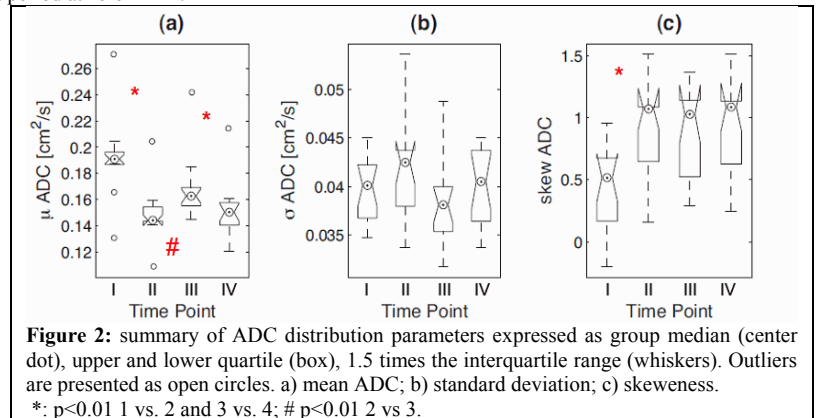 (a) (b) (c)
* * *
#
μ ADC [cm²/s]
0.26
0.24
0.22
0.2
0.18
0.16
0.14
0.12
I II III IV
Time Point
σ ADC [cm²/s]
0.05
0.045
0.04
0.035
I II III IV
Time Point
skew ADC
1.5
1
0.5
0
I II III IV
Time Point
Figure 2: summary of ADC distribution parameters expressed as group median (center
dot), upper and lower quartile (box), 1.5 times the interquartile range (whiskers). Outliers
are presented as open circles. a) mean ADC; b) standard deviation; c) skeweness.
*: p<0.01 1 vs. 2 and 3 vs. 4; # p<0.01 2 vs 3.